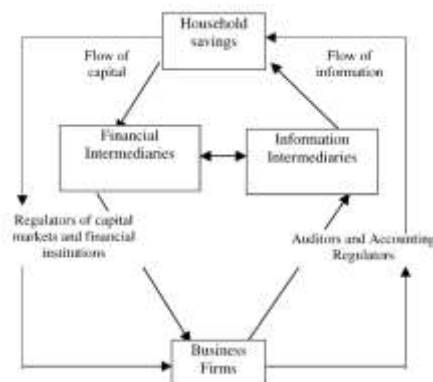 Household
savings
Flow of
capital
Flow of
information
Financial
Intermediaries
Information
Intermediaries
Regulators of capital
markets and financial
institutions
Auditors and Accounting
Regulators
Business
Firms